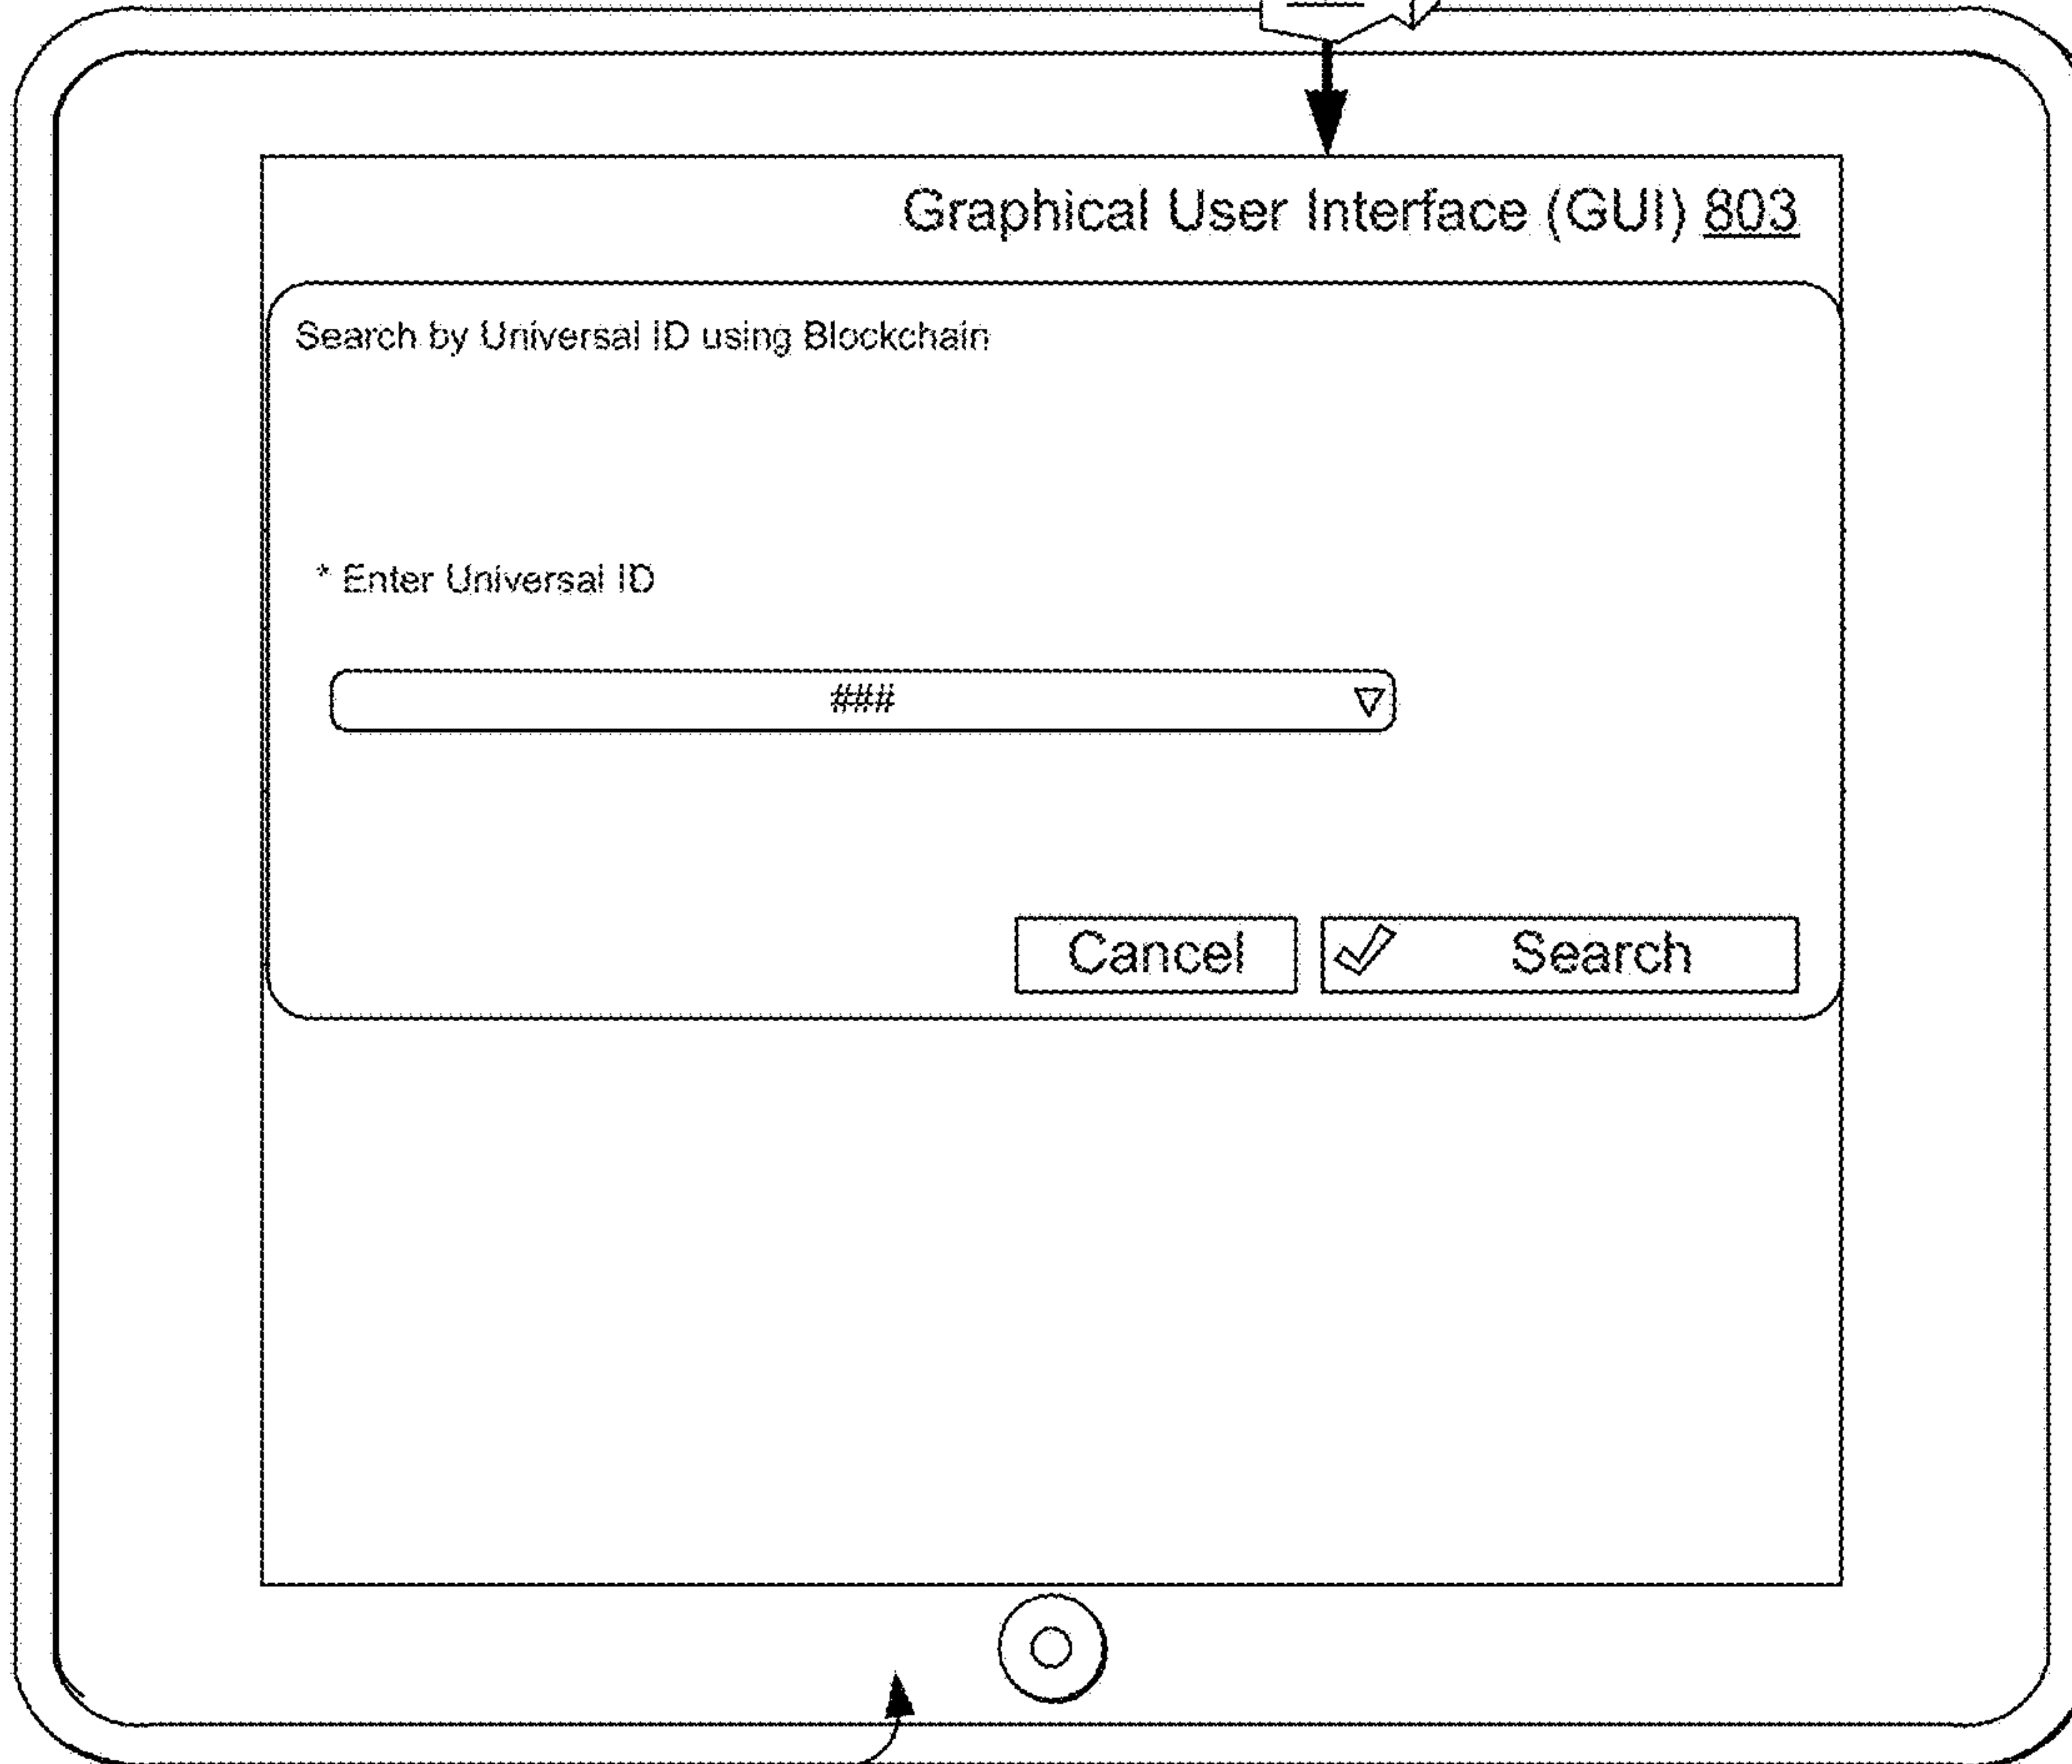 Graphical User Interface (GUI) 803
Search by Universal ID using Blockchain
* Enter Universal ID
###
Cancel
Search